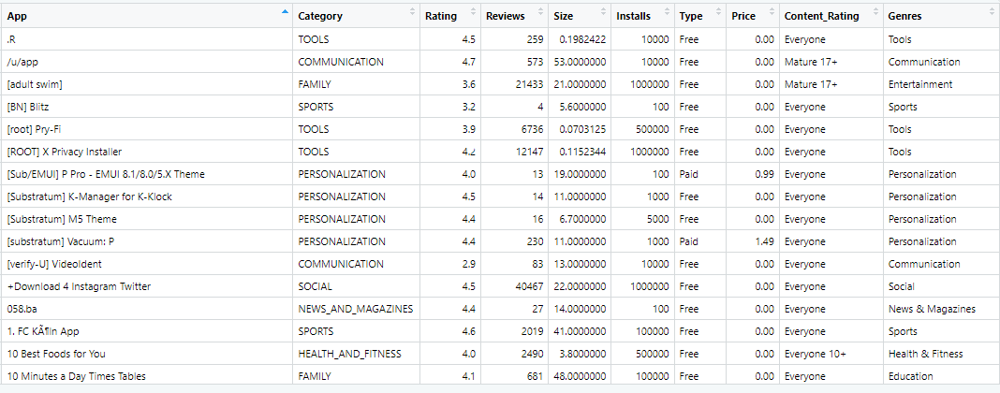 App Category Rating Reviews Size Installs Type Price Content_Rating Genres
.R TOOLS 4.5 259 0.1982422 10000 Free 0.00 Everyone Tools
/u/app COMMUNICATION 4.7 573 53.0000000 10000 Free 0.00 Mature 17+ Communication
[adult swim] FAMILY 3.6 21433 21.0000000 1000000 Free 0.00 Mature 17+ Entertainment
[BN] Blitz SPORTS 3.2 4 5.6000000 100 Free 0.00 Everyone Sports
[root] Pry-Fi TOOLS 3.9 6736 0.0703125 500000 Free 0.00 Everyone Tools
[ROOT] X Privacy Installer TOOLS 4.2 12147 0.1152344 1000000 Free 0.00 Everyone Tools
[Sub/EMUI] P Pro - EMUI 8.1/8.0/5.X Theme PERSONALIZATION 4.0 13 19.0000000 100 Paid 0.99 Everyone Personalization
[Substratum] K-Manager for K-Klock PERSONALIZATION 4.5 14 11.0000000 1000 Free 0.00 Everyone Personalization
[Substratum] M5 Theme PERSONALIZATION 4.4 16 6.7000000 5000 Free 0.00 Everyone Personalization
[substratum] Vacuum: P PERSONALIZATION 4.4 230 11.0000000 1000 Paid 1.49 Everyone Personalization
[verify-U] VideoIdent COMMUNICATION 2.9 83 13.0000000 10000 Free 0.00 Everyone Communication
+Download 4 Instagram Twitter SOCIAL 4.5 40467 22.0000000 1000000 Free 0.00 Everyone Social
058.ba NEWS_AND_MAGAZINES 4.4 27 14.0000000 100 Free 0.00 Everyone News & Magazines
1. FC KÃ¶ln App SPORTS 4.6 2019 41.0000000 100000 Free 0.00 Everyone Sports
10 Best Foods for You HEALTH_AND_FITNESS 4.0 2490 3.8000000 500000 Free 0.00 Everyone 10+ Health & Fitness
10 Minutes a Day Times Tables FAMILY 4.1 681 48.0000000 100000 Free 0.00 Everyone Education